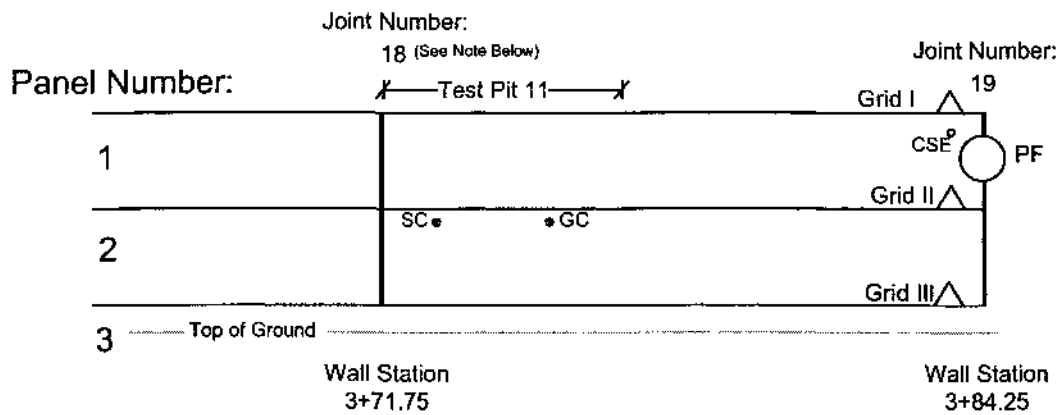 Joint Number:
18 (See Note Below)
Joint Number:
19
Panel Number:
Test Pit 11
Grid I
1
CSE
PF
Grid II
SC
GC
2
Grid III
3
Top of Ground
Wall Station
3+71.75
Wall Station
3+84.25